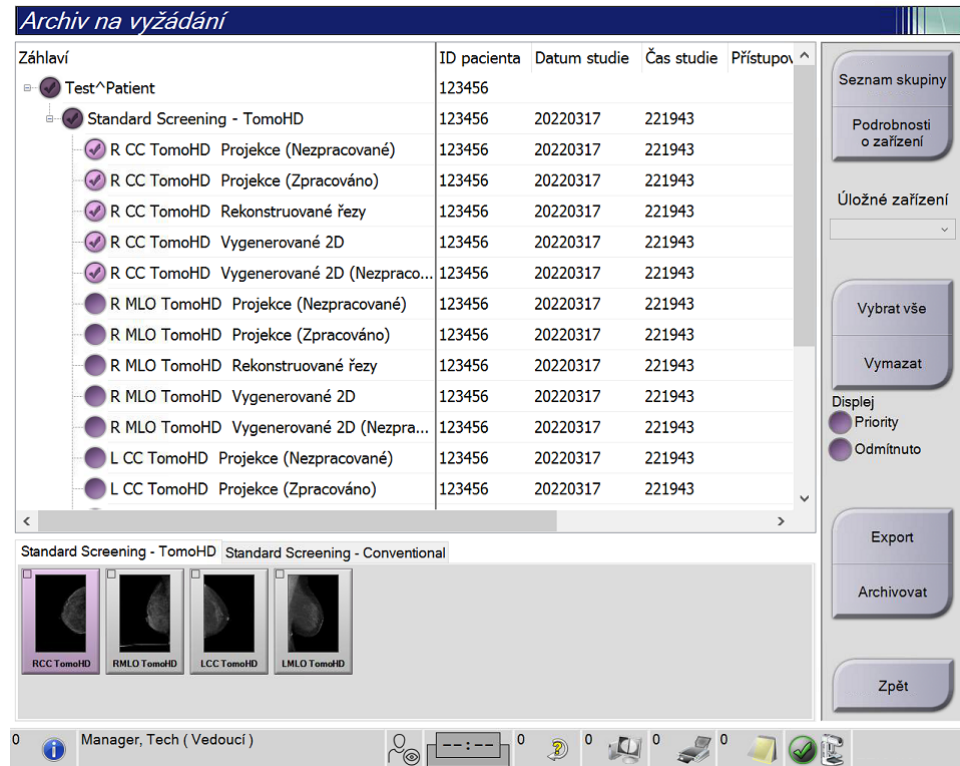 Archiv na vyžádání
Záhlaví ID pacienta Datum studie Čas studie Přístupov
Test^Patient 123456
Standard Screening - TomoHD 123456 20220317 221943
R CC TomoHD Projekce (Nezpracované) 123456 20220317 221943
R CC TomoHD Projekce (Zpracováno) 123456 20220317 221943
R CC TomoHD Rekonstruované řezy 123456 20220317 221943
R CC TomoHD Vygenerované 2D 123456 20220317 221943
R CC TomoHD Vygenerované 2D (Nezpraco... 123456 20220317 221943
R MLO TomoHD Projekce (Nezpracované) 123456 20220317 221943
R MLO TomoHD Projekce (Zpracováno) 123456 20220317 221943
R MLO TomoHD Rekonstruované řezy 123456 20220317 221943
R MLO TomoHD Vygenerované 2D 123456 20220317 221943
R MLO TomoHD Vygenerované 2D (Nezpra... 123456 20220317 221943
L CC TomoHD Projekce (Nezpracované) 123456 20220317 221943
L CC TomoHD Projekce (Zpracováno) 123456 20220317 221943
Standard Screening - TomoHD Standard Screening - Conventional
RCC TomoHD RMLO TomoHD LCC TomoHD LMLO TomoHD
Seznam skupiny
Podrobnosti
o zařízení
Úložné zařízení
Vybrat vše
Vymazat
Displej
Priority
Odmítnuto
Export
Archivovat
Zpět
0 Manager, Tech ( Vedoucí ) --:-- 0 0 0 0